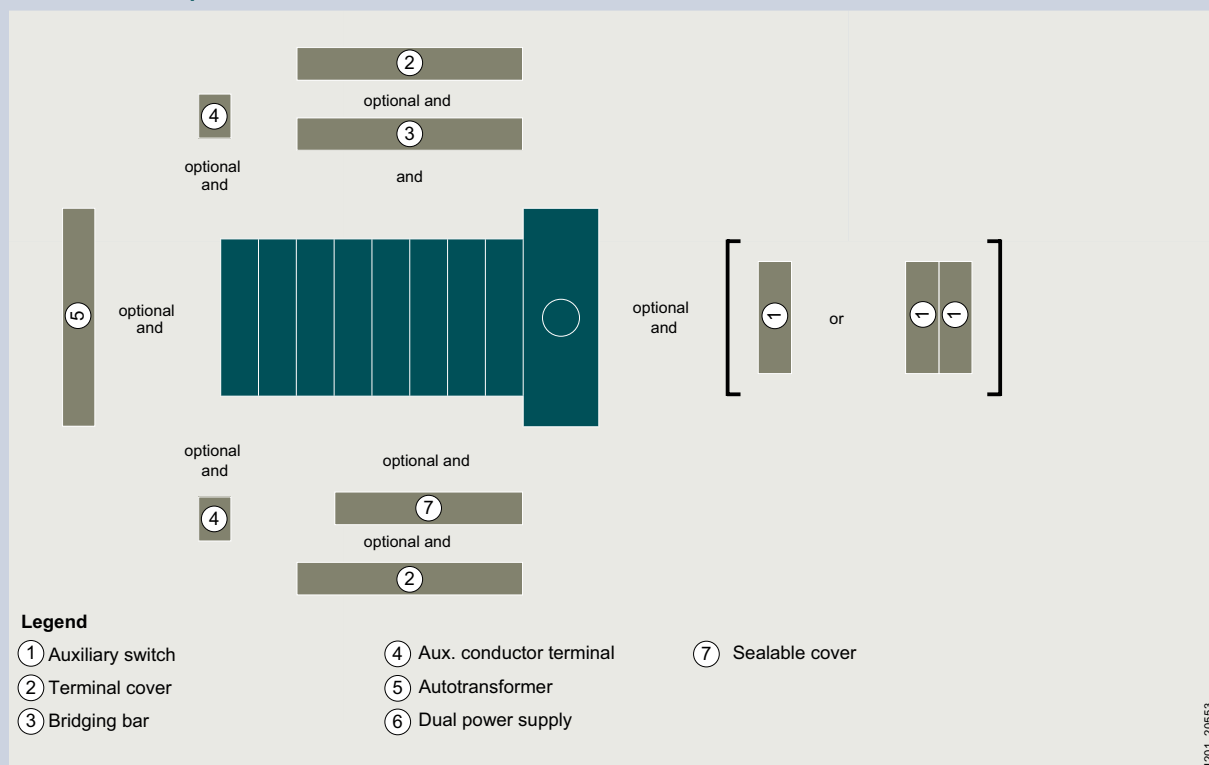 2
optional and
4
3
optional
and
and
5
optional
and
optional
and
1
or
1 1
optional
and
optional and
7
4
optional and
2
Legend
1 Auxiliary switch
2 Terminal cover
3 Bridging bar
4 Aux. conductor terminal
5 Autotransformer
6 Dual power supply
7 Sealable cover